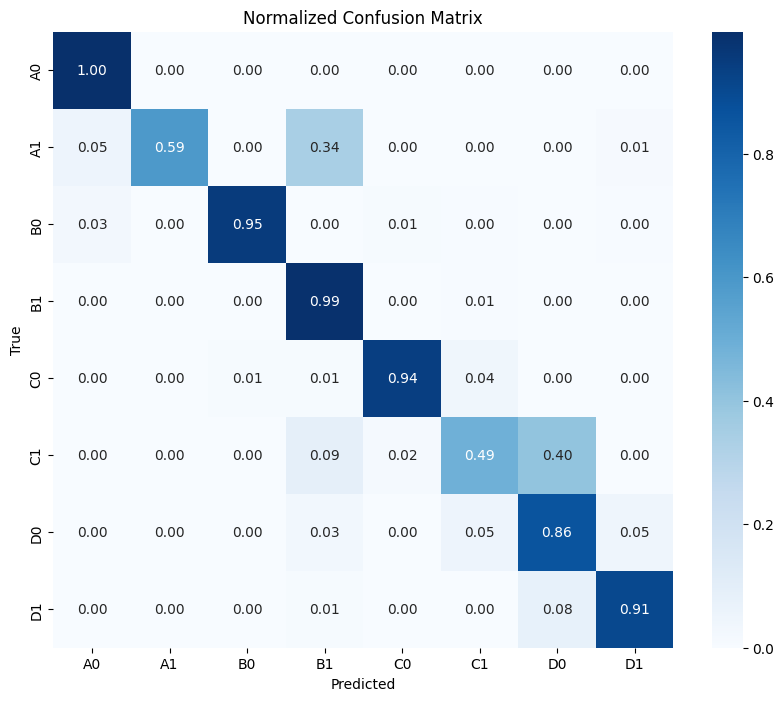 Normalized Confusion Matrix
A0 1.00 0.00 0.00 0.00 0.00 0.00 0.00 0.00
A1 0.05 0.59 0.00 0.34 0.00 0.00 0.00 0.01
B0 0.03 0.00 0.95 0.00 0.01 0.00 0.00 0.00
B1 0.00 0.00 0.00 0.99 0.00 0.01 0.00 0.00
C0 0.00 0.00 0.01 0.01 0.94 0.04 0.00 0.00
C1 0.00 0.00 0.00 0.09 0.02 0.49 0.40 0.00
D0 0.00 0.00 0.00 0.03 0.00 0.05 0.86 0.05
D1 0.00 0.00 0.00 0.01 0.00 0.00 0.08 0.91
A0 A1 B0 B1 C0 C1 D0 D1
Predicted
True
0.8
0.6
0.4
0.2
0.0